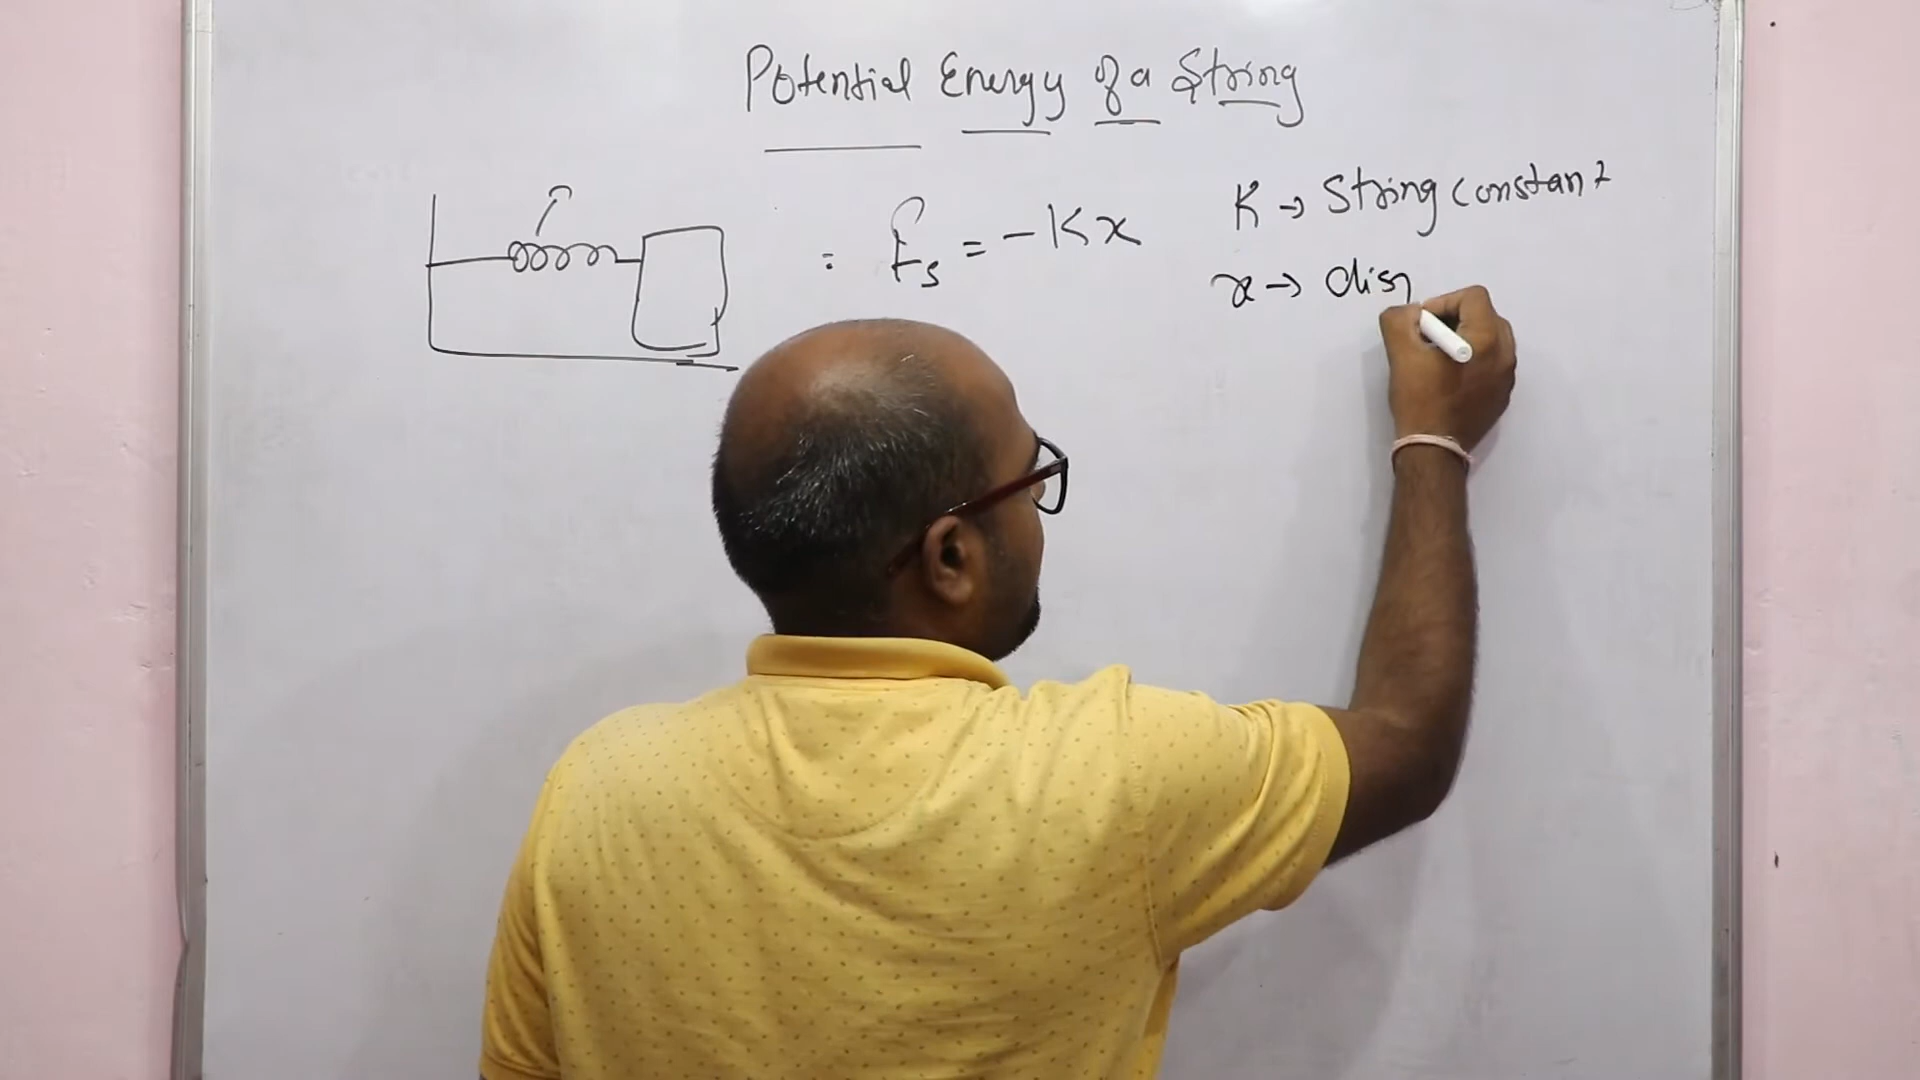 Potential Energy of a String
: Fs = -Kx
K → String constant
x → disp